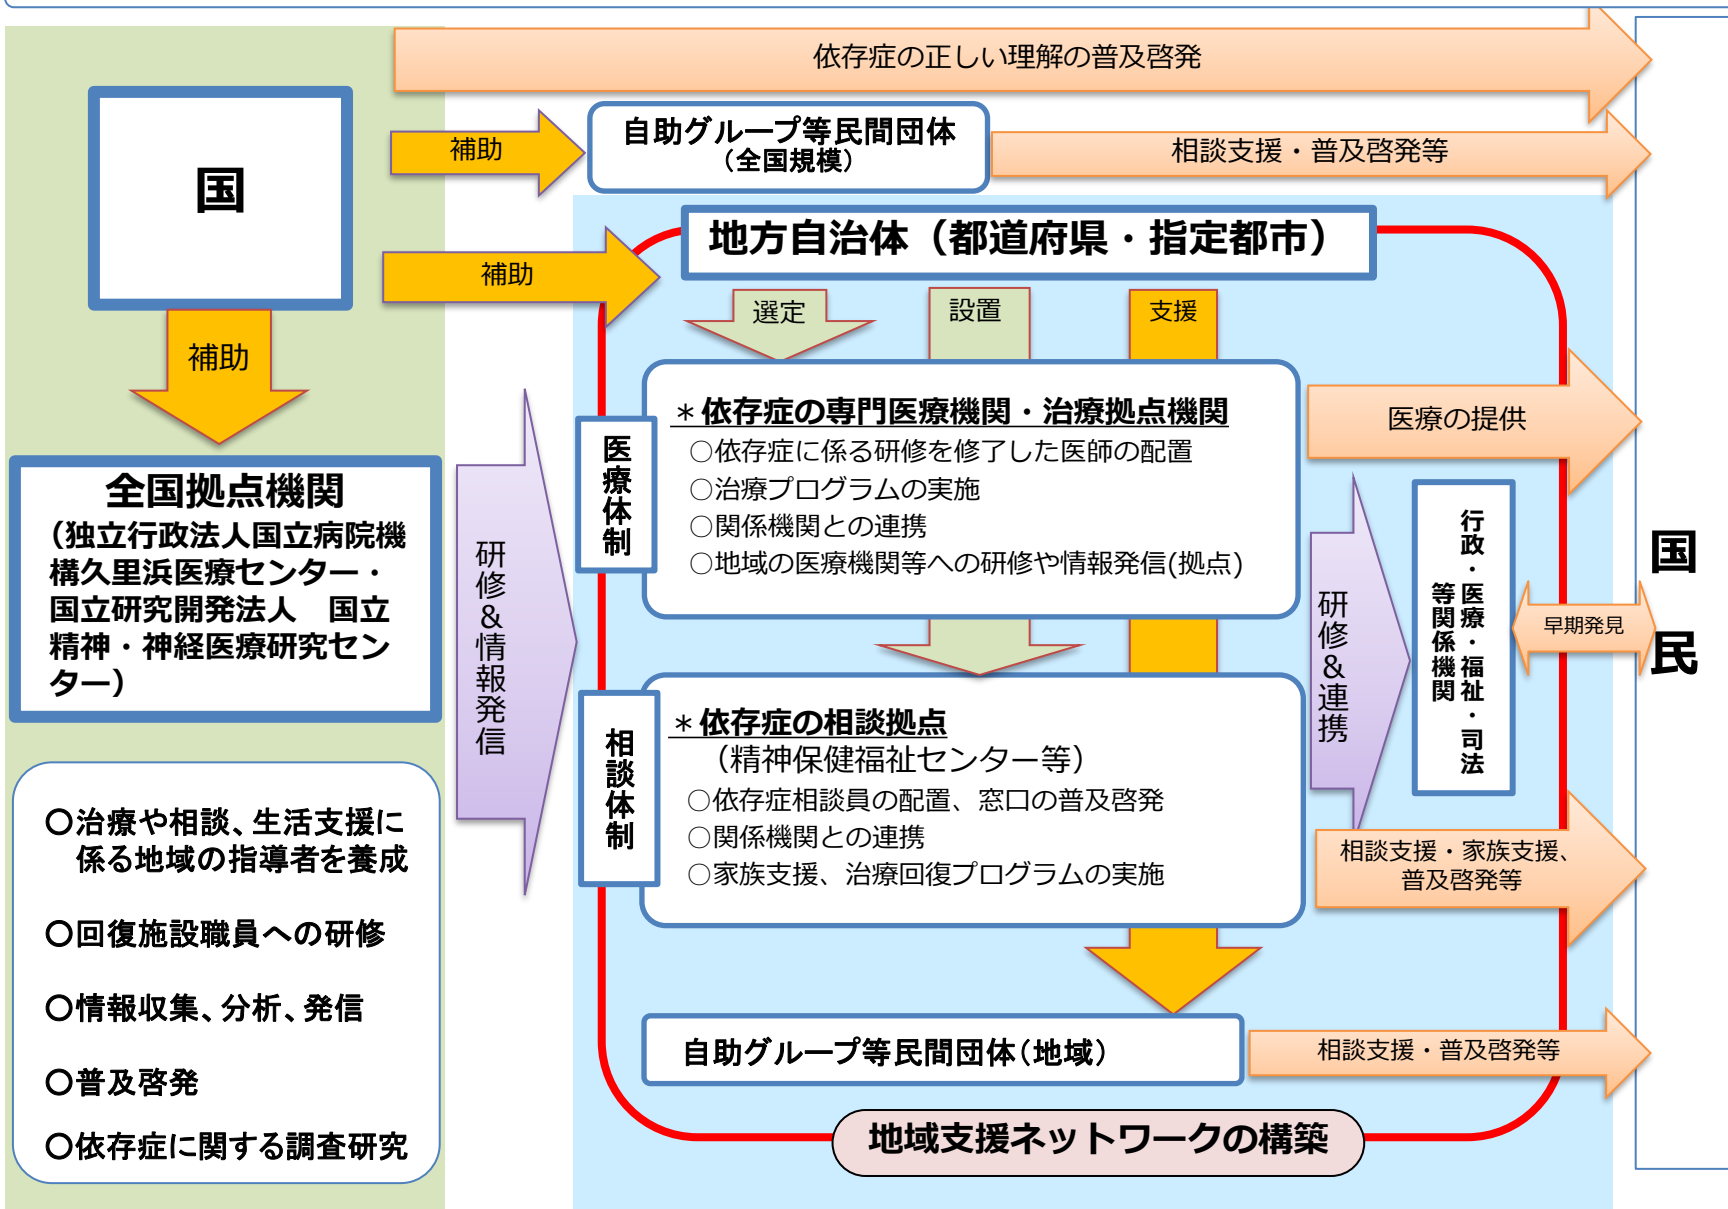 依存症の正しい理解の普及啓発
国
補助
自助グループ等民間団体
(全国規模)
相談支援・普及啓発等
補助
地方自治体（都道府県・指定都市）
選定
設置
支援
補助
全国拠点機関
（独立行政法人国立病院機
構久里浜医療センター・
国立研究開発法人　国立
精神・神経医療研究セン
ター）
○治療や相談、生活支援に
係る地域の指導者を養成
○回復施設職員への研修
○情報収集、分析、発信
○普及啓発
○依存症に関する調査研究
研修＆情報発信
医療体制
＊依存症の専門医療機関・治療拠点機関
○依存症に係る研修を修了した医師の配置
○治療プログラムの実施
○関係機関との連携
○地域の医療機関等への研修や情報発信(拠点)
医療の提供
相談体制
＊依存症の相談拠点
（精神保健福祉センター等）
○依存症相談員の配置、窓口の普及啓発
○関係機関との連携
○家族支援、治療回復プログラムの実施
研修＆連携
行政・医療・福祉・司法
等関係機関
早期発見
国民
相談支援・家族支援、
普及啓発等
自助グループ等民間団体（地域）
相談支援・普及啓発等
地域支援ネットワークの構築